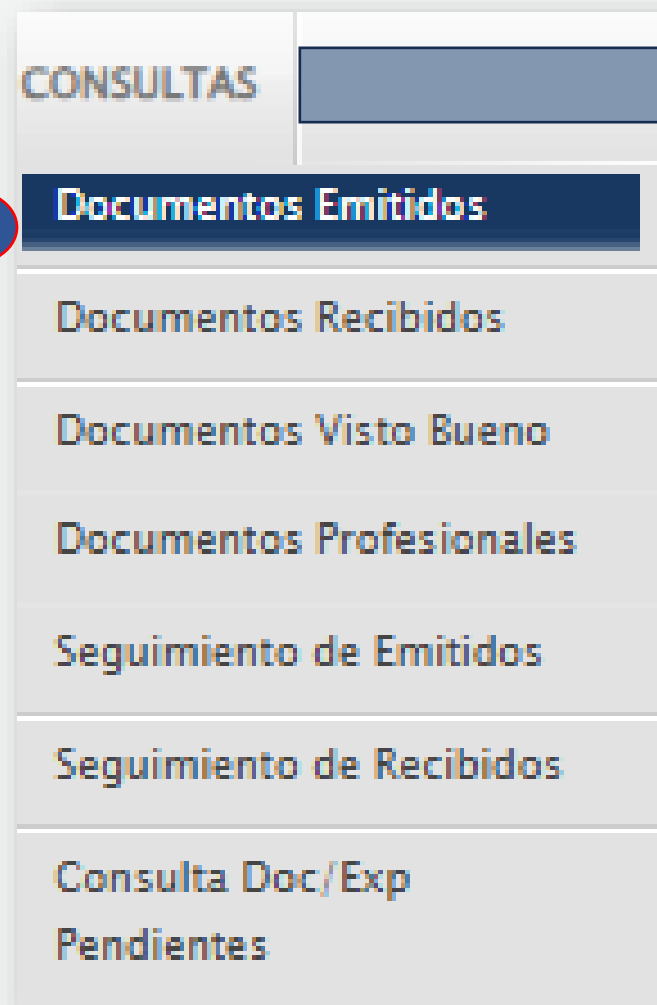 CONSULTAS
Documentos Emitidos
Documentos Recibidos
Documentos Visto Bueno
Documentos Profesionales
Seguimiento de Emitidos
Seguimiento de Recibidos
Consulta Doc/Exp
Pendientes